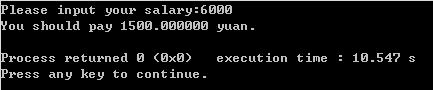 Please input your salary:6000
You should pay 1500.000000 yuan.
Process returned 0 (0x0)   execution time : 10.547 s
Press any key to continue.